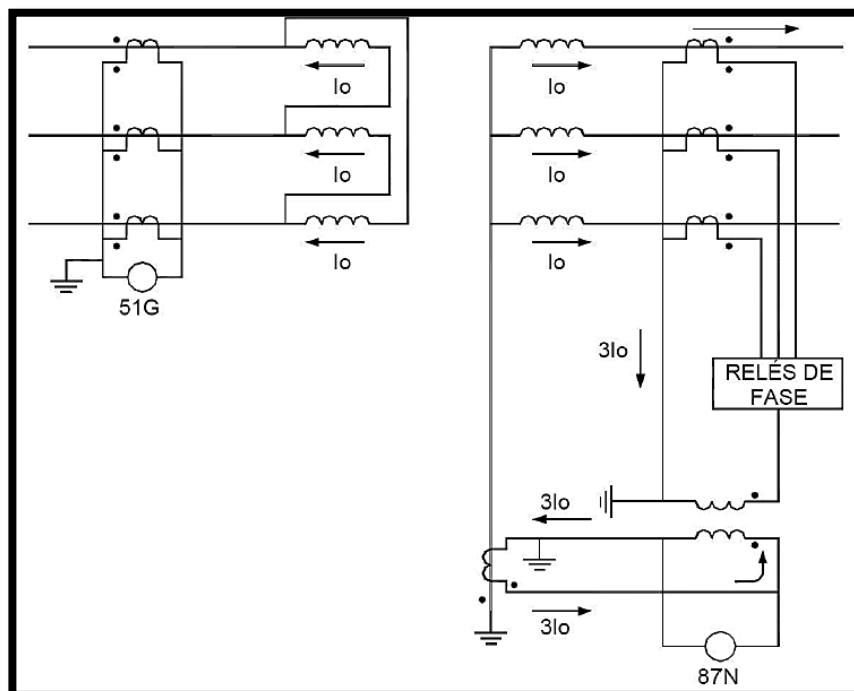 Io
Io
Io
Io
Io
Io
51G
3Io
RELÉS DE
FASE
3Io
3Io
87N